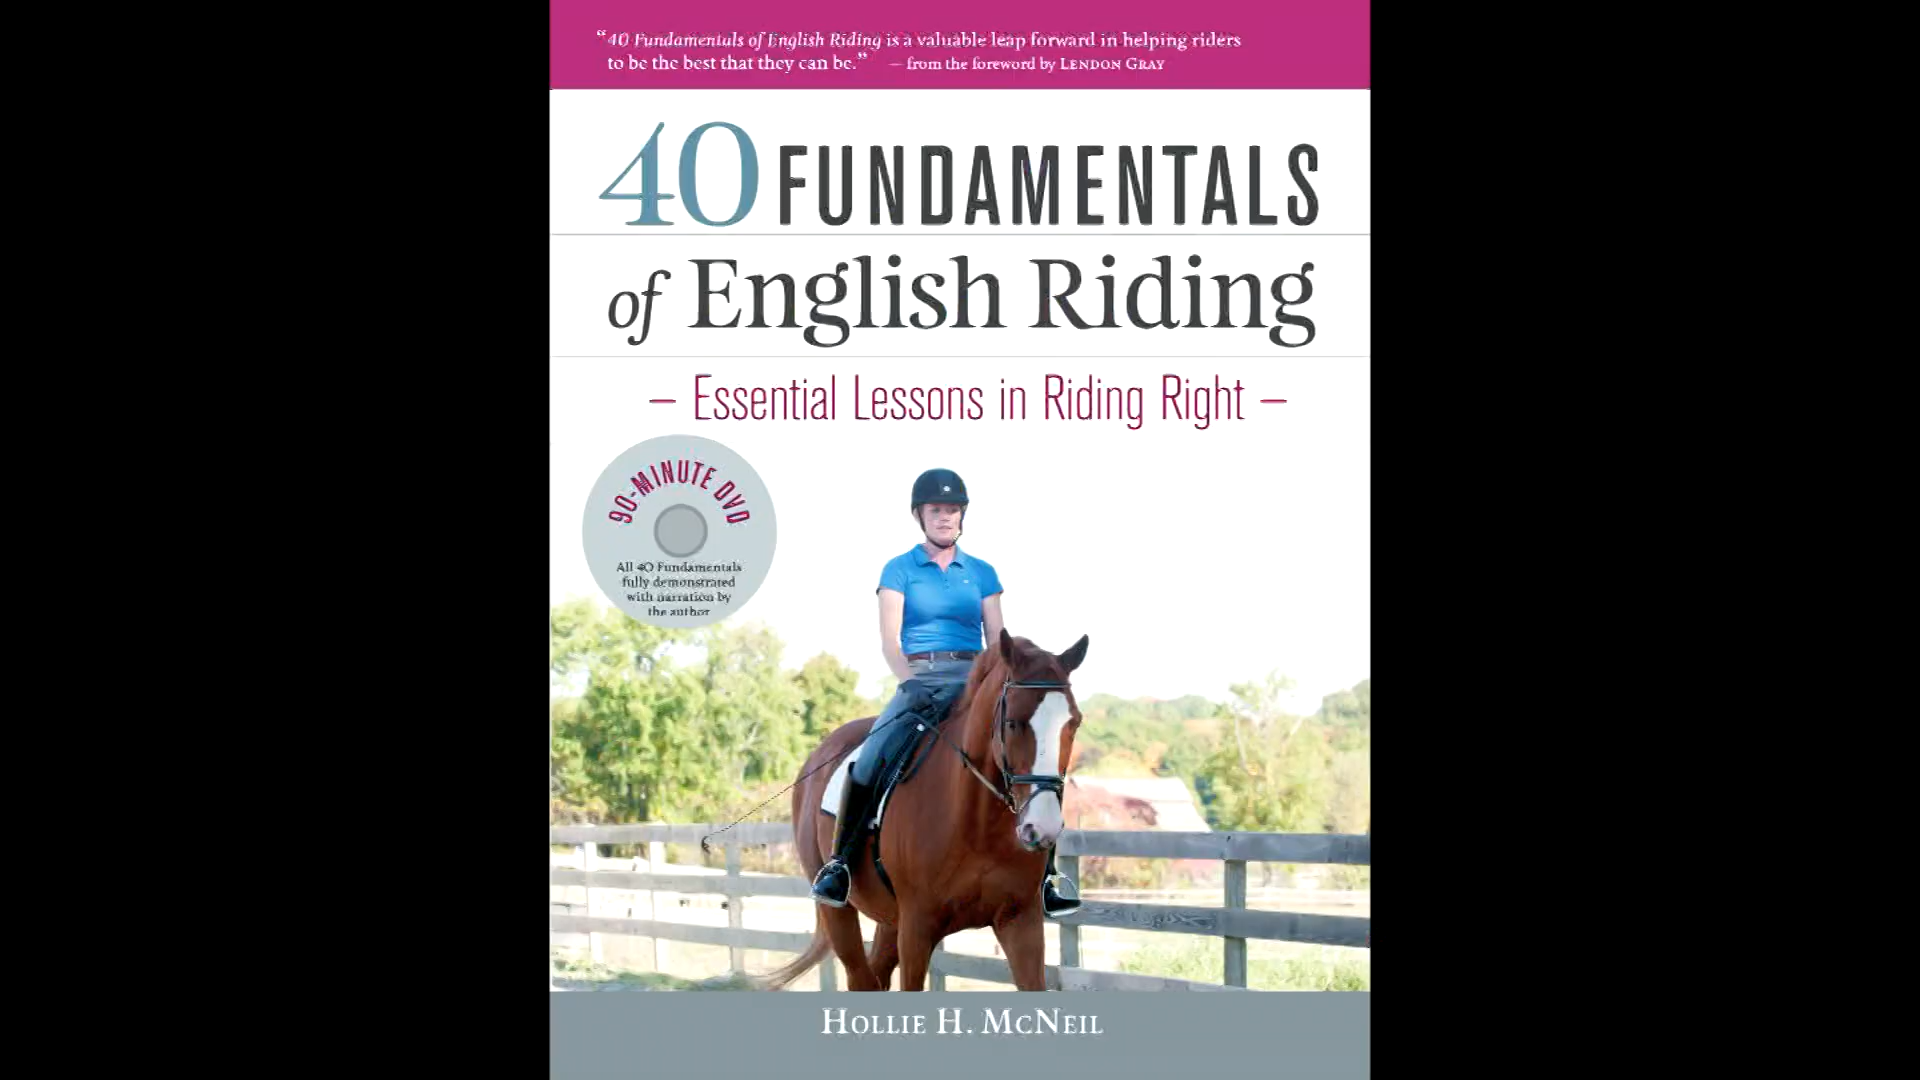 “40 Fundamentals of English Riding is a valuable leap forward in helping riders
to be the best that they can be.” – from the foreword by LENDON GRAY
40 FUNDAMENTALS
of English Riding
– Essential Lessons in Riding Right –
90-MINUTE DVD
All 40 Fundamentals
fully demonstrated
with narration by
the author
HOLLIE H. MCNEIL